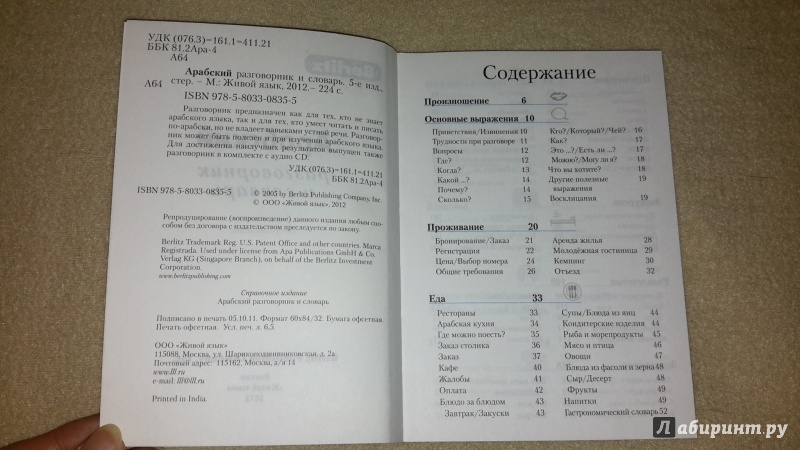 УДК (076.3)=161.1=411.21
ББК 81.2Ара-4
А64
Арабский разговорник и словарь. 5-е изд.,
А64
стер. – М.: Живой язык, 2012. – 224 с.
ISBN 978-5-8033-0835-5
Разговорник предназначен как для тех, кто не знает
арабского языка, так и для тех, кто умеет читать и писать
по-арабски, но не владеет навыками устной речи. Разговор-
ник может быть полезен и при изучении арабского языка.
Для достижения наилучших результатов выпущен также
разговорник в комплекте с аудио CD.
УДК (076.3)=161.1=411.21
ББК 81.2Ара-4
ISBN 978-5-8033-0835-5
© 2005 by Berlitz Publishing Company, Inc.
© ООО «Живой язык», 2012
Репродуцирование (воспроизведение) данного издания любым спо-
собом без договора с издательством преследуется по закону.
Berlitz Trademark Reg. U.S. Patent Office and other countries. Marca
Registrada. Used under license from Apa Publications GmbH & Co.
Verlag KG (Singapore Branch), on behalf of the Berlitz Investment
Corporation.
www.berlitzpublishing.com
Справочное издание
Арабский разговорник и словарь
Подписано в печать 05.10.11. Формат 60x84/32. Бумага офсетная.
Печать офсетная. Усл. печ. л. 6,5.
ООО «Живой язык»
115088, Москва, ул. Шарикоподшипниковская, д. 2а
Почтовый адрес: 115162, Москва, а/я 14
www.lll.ru
e-mail: lll@lll.ru
Printed in India.
Содержание
Произношение 6
Основные выражения 10
Приветствия/Извинения 10
Трудности при разговоре 11
Вопросы 12
Где? 12
Когда? 13
Какой ...? 14
Почему? 14
Сколько? 15
Кто?/Который?/Чей? 16
Как? 17
Это ...?/Есть ли ...? 17
Можно?/Могу ли я? 18
Что вы хотите? 18
Другие полезные
выражения 19
Восклицания 19
Проживание 20
Бронирование/Заказ 21
Регистрация 22
Цена/Выбор номера 24
Общие требования 26
Аренда жилья 28
Молодёжная гостиница 29
Кемпинг 30
Отъезд 32
Еда 33
Рестораны 33
Арабская кухня 34
Где можно поесть? 35
Заказ столика 36
Заказ 37
Кафе 40
Жалобы 41
Оплата 42
Блюдо за блюдом 43
Завтрак/Закуски 43
Супы/Блюда из яиц 44
Кондитерские изделия 44
Рыба и морепродукты 45
Мясо и птица 46
Овощи 47
Блюда из фасоли и зерна 48
Сыр/Десерт 48
Фрукты 49
Напитки 49
Гастрономический словарь 52
Лабиринт.ру